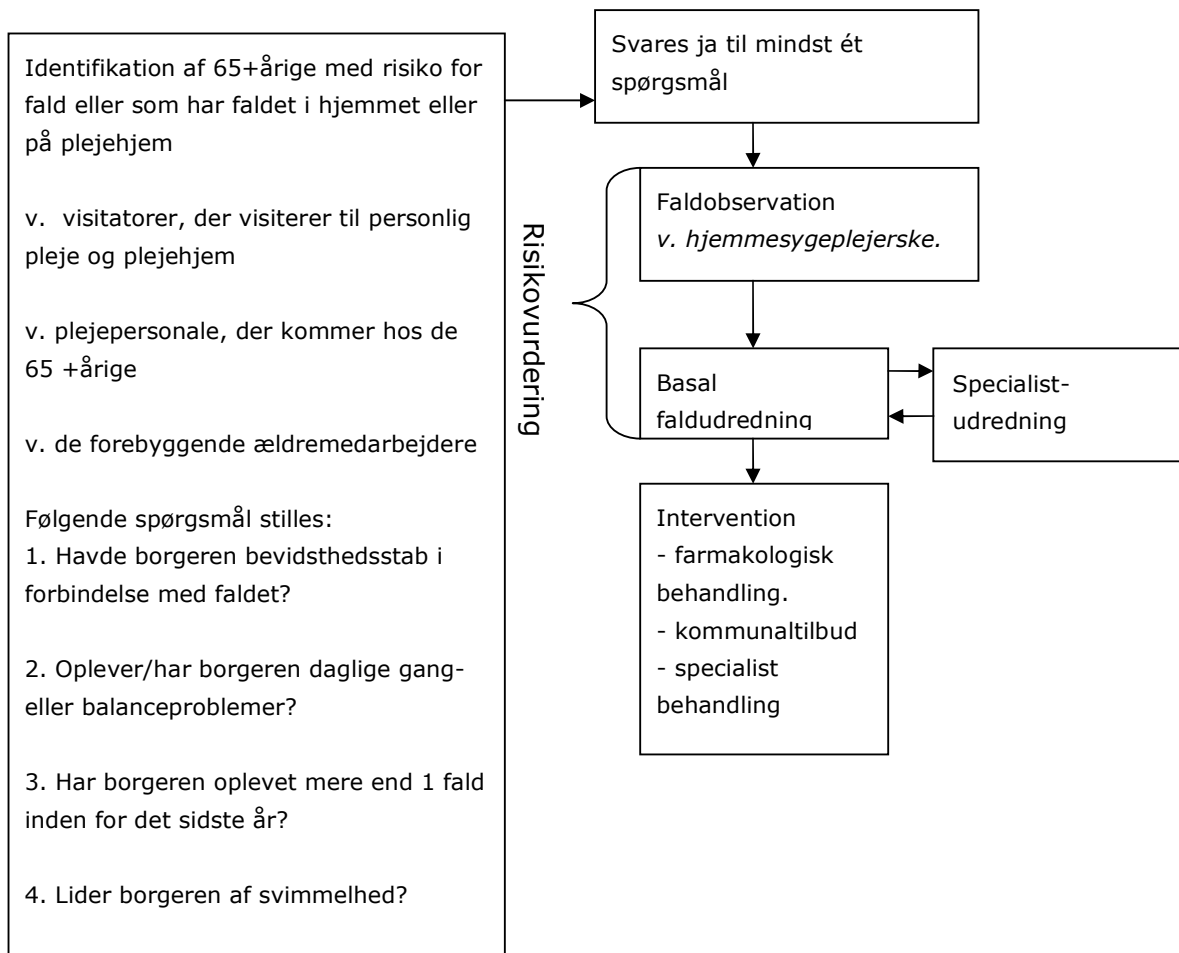 Identifikation af 65+årige med risiko for
fald eller som har faldet i hjemmet eller
på plejehjem
v. visitatorer, der visiterer til personlig
pleje og plejehjem
v. plejepersonale, der kommer hos de
65 +årige
v. de forebyggende ældremedarbejdere
Følgende spørgsmål stilles:
1. Havde borgeren bevidsthedsstab i
forbindelse med faldet?
2. Oplever/har borgeren daglige gang-
eller balanceproblemer?
3. Har borgeren oplevet mere end 1 fald
inden for det sidste år?
4. Lider borgeren af svimmelhed?
Svares ja til mindst ét
spørgsmål
Risikovurdering
Faldobservation
v. hjemmesygeplejerske.
Basal
faldudredning
Specialist-
udredning
Intervention
- farmakologisk
behandling.
- kommunaltilbud
- specialist
behandling